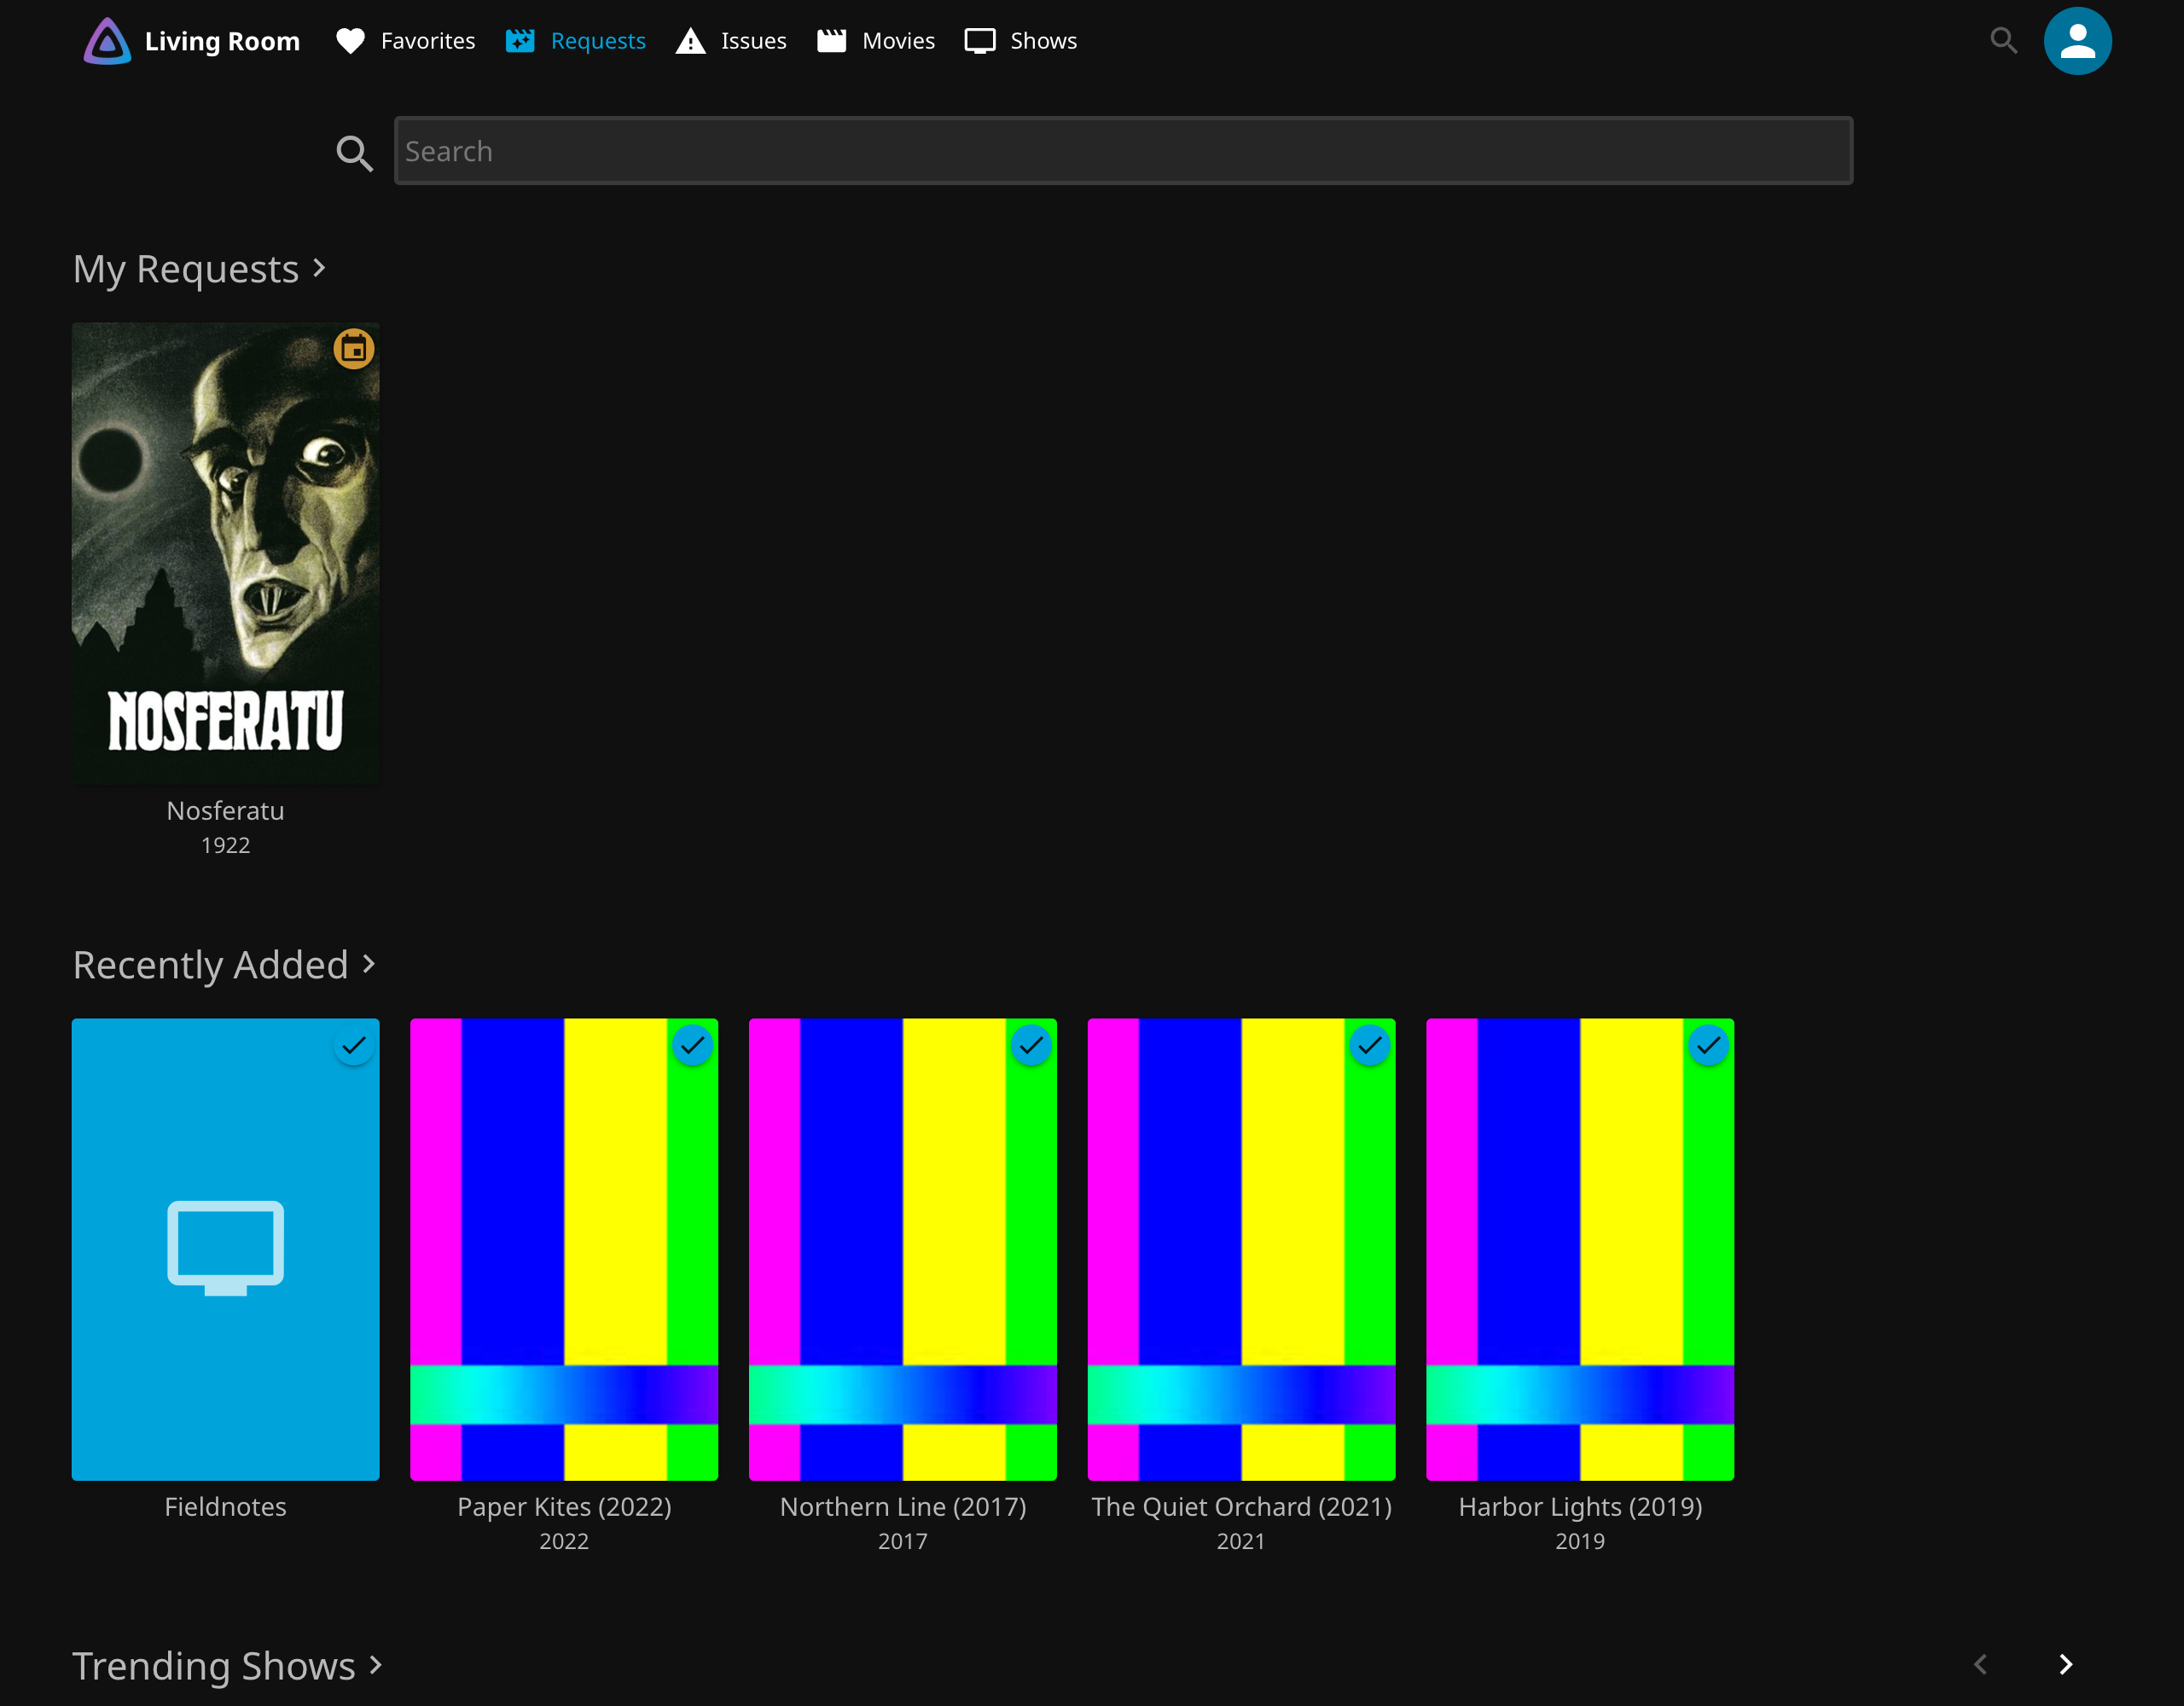 Living Room
Favorites
Requests
Issues
Movies
Shows
Search
My Requests
NOSFERATU
Nosferatu
1922
Recently Added
Fieldnotes
Paper Kites (2022)
2022
Northern Line (2017)
2017
The Quiet Orchard (2021)
2021
Harbor Lights (2019)
2019
Trending Shows